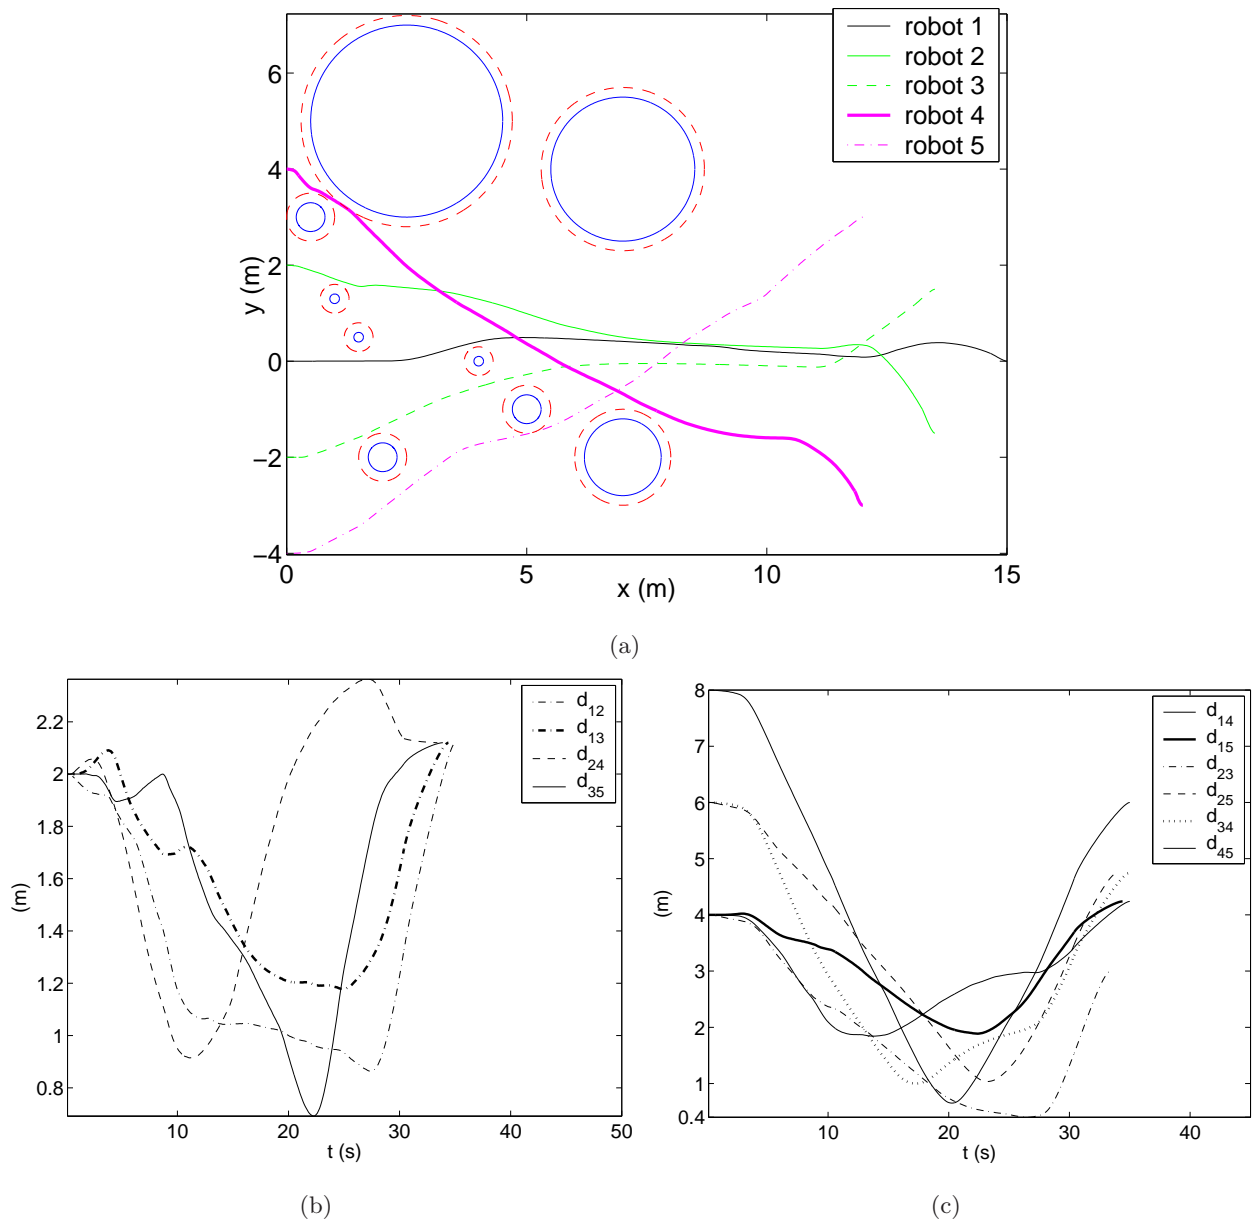 robot 1
robot 2
robot 3
robot 4
robot 5
6
4
2
0
−2
−4
y (m)
0 5 10 15
x (m)
(a)
d12
d13
d24
d35
2.2
2
1.8
1.6
1.4
1.2
1
0.8
(m)
10 20 30 40 50
t (s)
(b)
d14
d15
d23
d25
d34
d45
8
7
6
5
4
3
2
1
0.4
(m)
10 20 30 40
t (s)
(c)